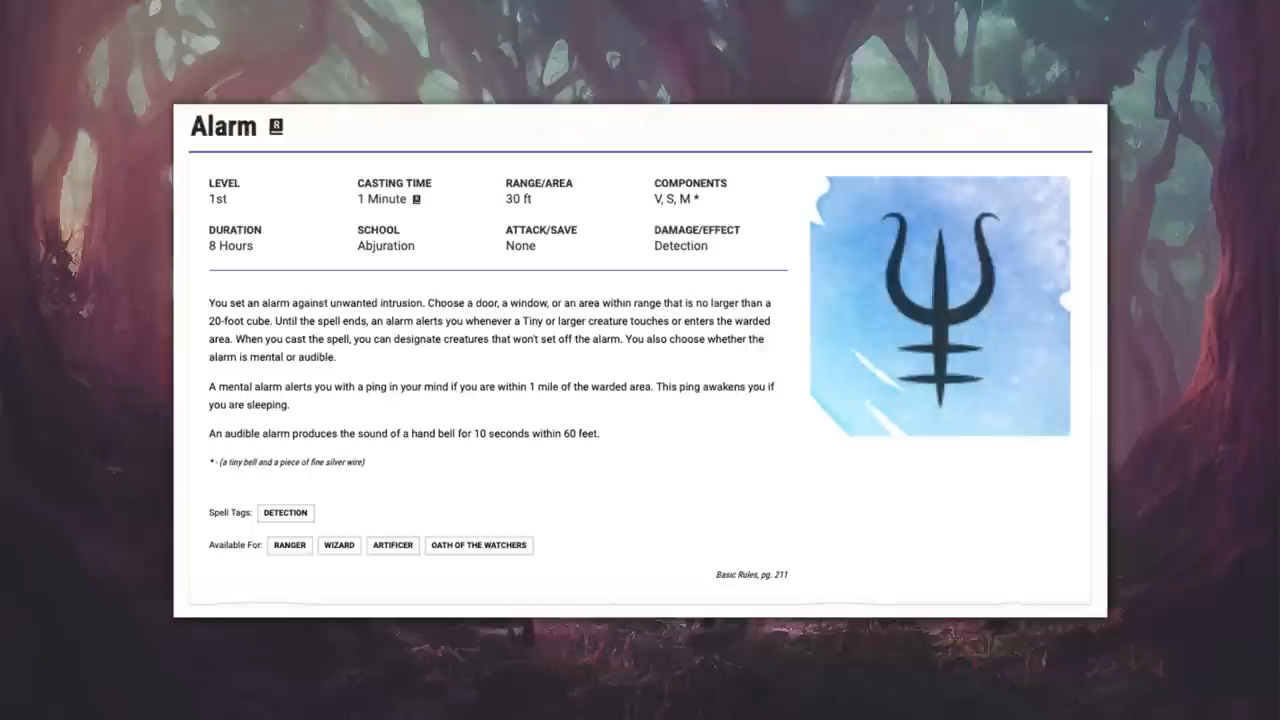 Alarm R
LEVEL CASTING TIME RANGE/AREA COMPONENTS
1st 1 Minute 30 ft V, S, M *
DURATION SCHOOL ATTACK/SAVE DAMAGE/EFFECT
8 Hours Abjuration None Detection
You set an alarm against unwanted intrusion. Choose a door, a window, or an area within range that is no larger than a
20-foot cube. Until the spell ends, an alarm alerts you whenever a Tiny or larger creature touches or enters the warded
area. When you cast the spell, you can designate creatures that won't set off the alarm. You also choose whether the
alarm is mental or audible.
A mental alarm alerts you with a ping in your mind if you are within 1 mile of the warded area. This ping awakens you if
you are sleeping.
An audible alarm produces the sound of a hand bell for 10 seconds within 60 feet.
* - (a tiny bell and a piece of fine silver wire)
Spell Tags: DETECTION
Available For: RANGER WIZARD ARTIFICER OATH OF THE WATCHERS
Basic Rules, pg. 211